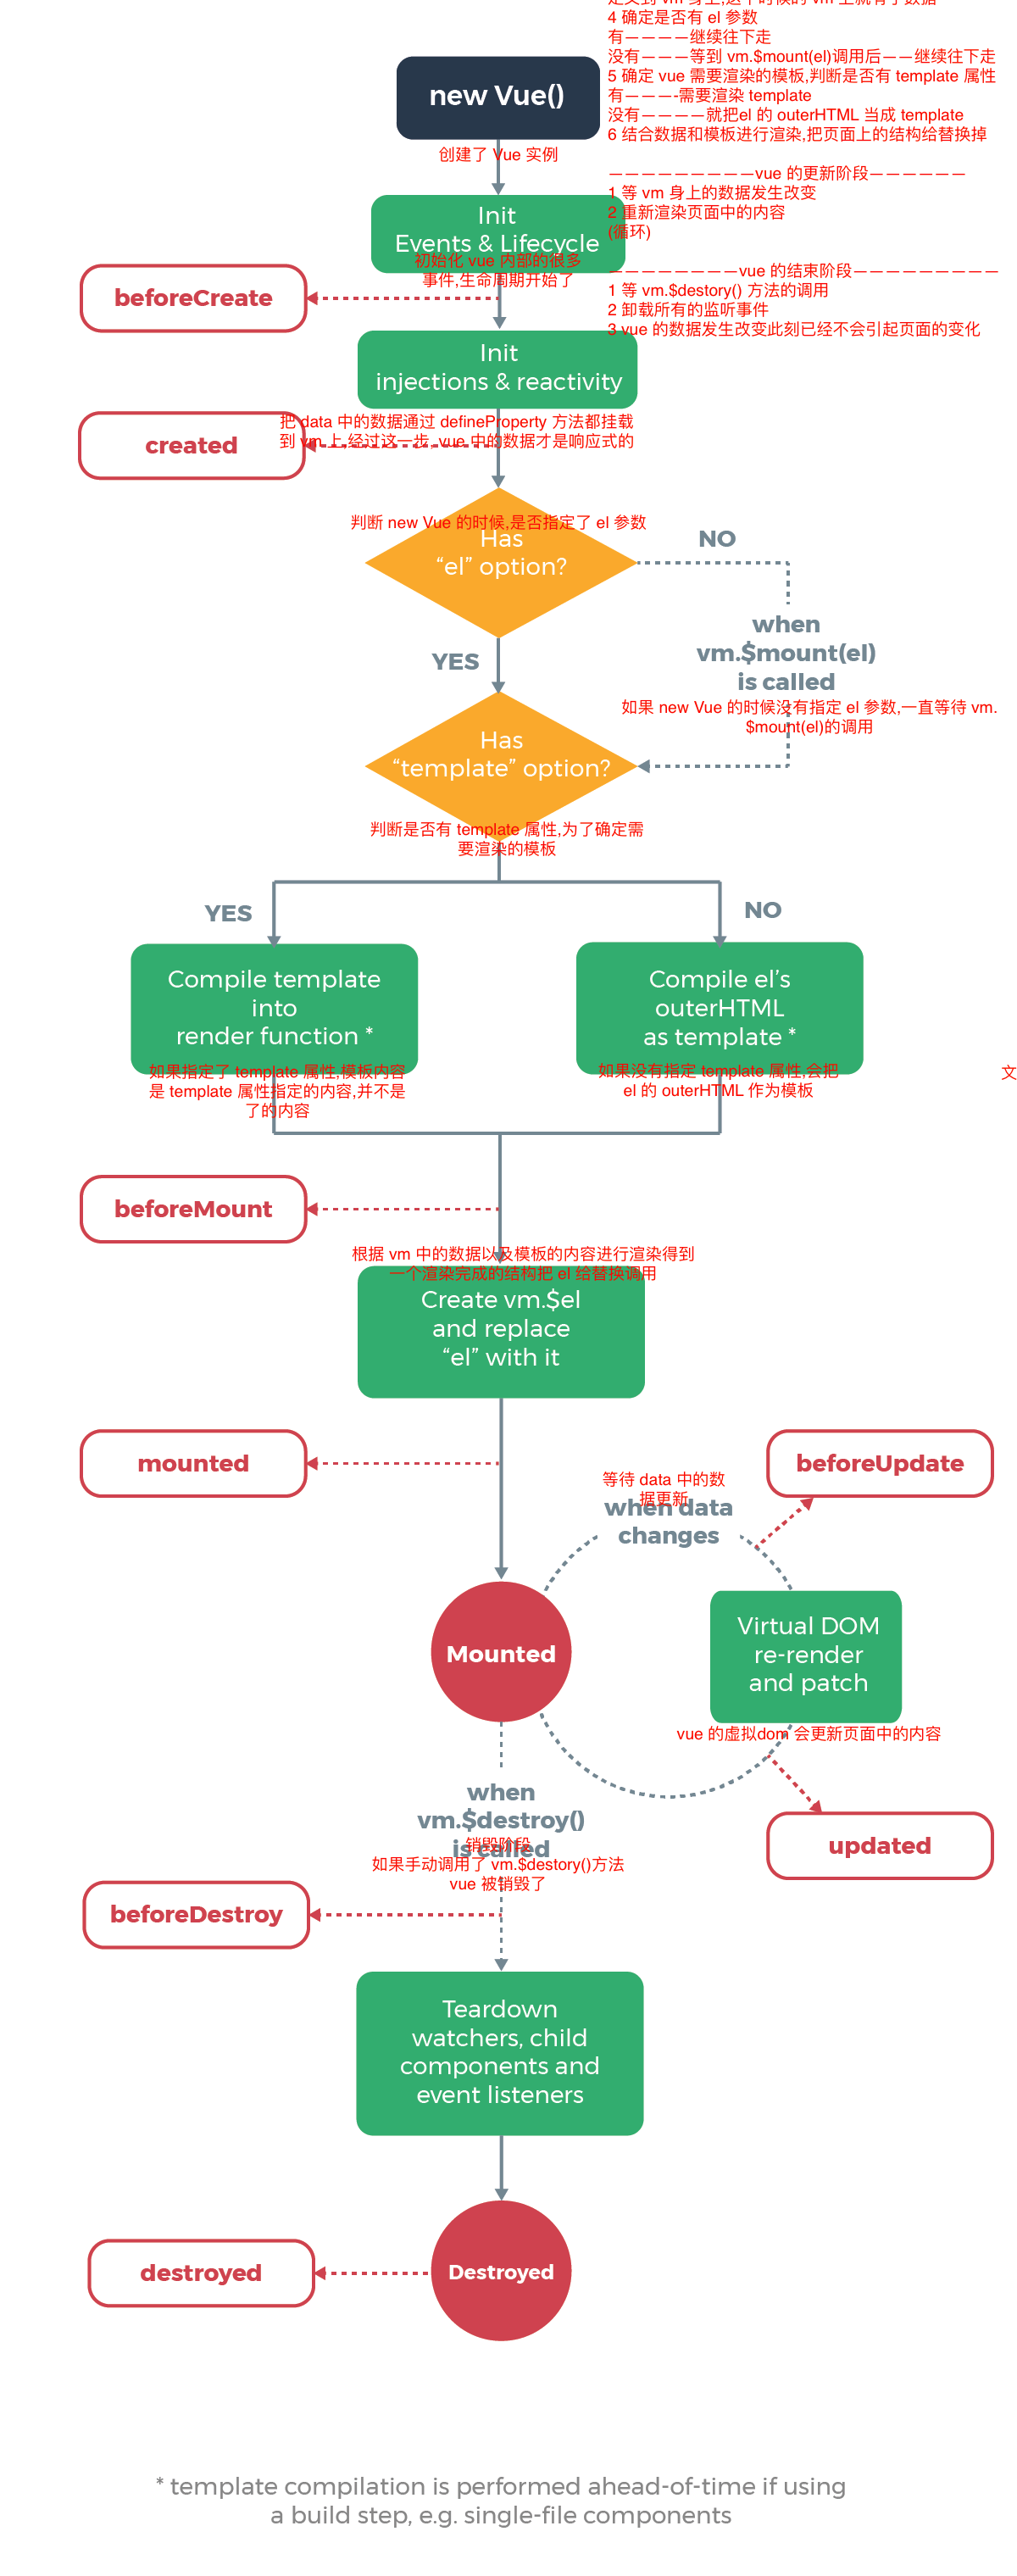 4 确定是否有 el 参数
有————继续往下走
没有———等到 vm.$mount(el)调用后——继续往下走
5 确定 vue 需要渲染的模板,判断是否有 template 属性
有———-需要渲染 template
没有————就把el 的 outerHTML 当成 template
6 结合数据和模板进行渲染,把页面上的结构给替换掉
—————————vue 的更新阶段——————
1 等 vm 身上的数据发生改变
2 重新渲染页面中的内容
(循环)
————————vue 的结束阶段—————————
1 等 vm.$destory() 方法的调用
2 卸载所有的监听事件
3 vue 的数据发生改变此刻已经不会引起页面的变化
new Vue()
创建了 Vue 实例
Init
Events & Lifecycle
初始化 vue 内部的很多
事件,生命周期开始了
beforeCreate
Init
injections & reactivity
把 data 中的数据通过 defineProperty 方法都挂载
到 vm 上,经过这一步, vue 中的数据才是响应式的
created
判断 new Vue 的时候,是否指定了 el 参数
Has
“el” option?
NO
when
vm.$mount(el)
is called
如果 new Vue 的时候没有指定 el 参数,一直等待 vm.
$mount(el)的调用
YES
Has
“template” option?
判断是否有 template 属性,为了确定需
要渲染的模板
YES
NO
Compile template
into
render function *
如果指定了 template 属性,模板内容
是 template 属性指定的内容,并不是
了的内容
Compile el’s
outerHTML
as template *
如果没有指定 template 属性,会把
el 的 outerHTML 作为模板
文
beforeMount
根据 vm 中的数据以及模板的内容进行渲染得到
一个渲染完成的结构把 el 给替换调用
Create vm.$el
and replace
“el” with it
mounted
beforeUpdate
等待 data 中的数
据更新
when data
changes
Mounted
Virtual DOM
re-render
and patch
vue 的虚拟dom 会更新页面中的内容
updated
when
vm.$destroy()
is called
销毁阶段
如果手动调用了 vm.$destory()方法
vue 被销毁了
beforeDestroy
Teardown
watchers, child
components and
event listeners
Destroyed
destroyed
* template compilation is performed ahead-of-time if using
a build step, e.g. single-file components